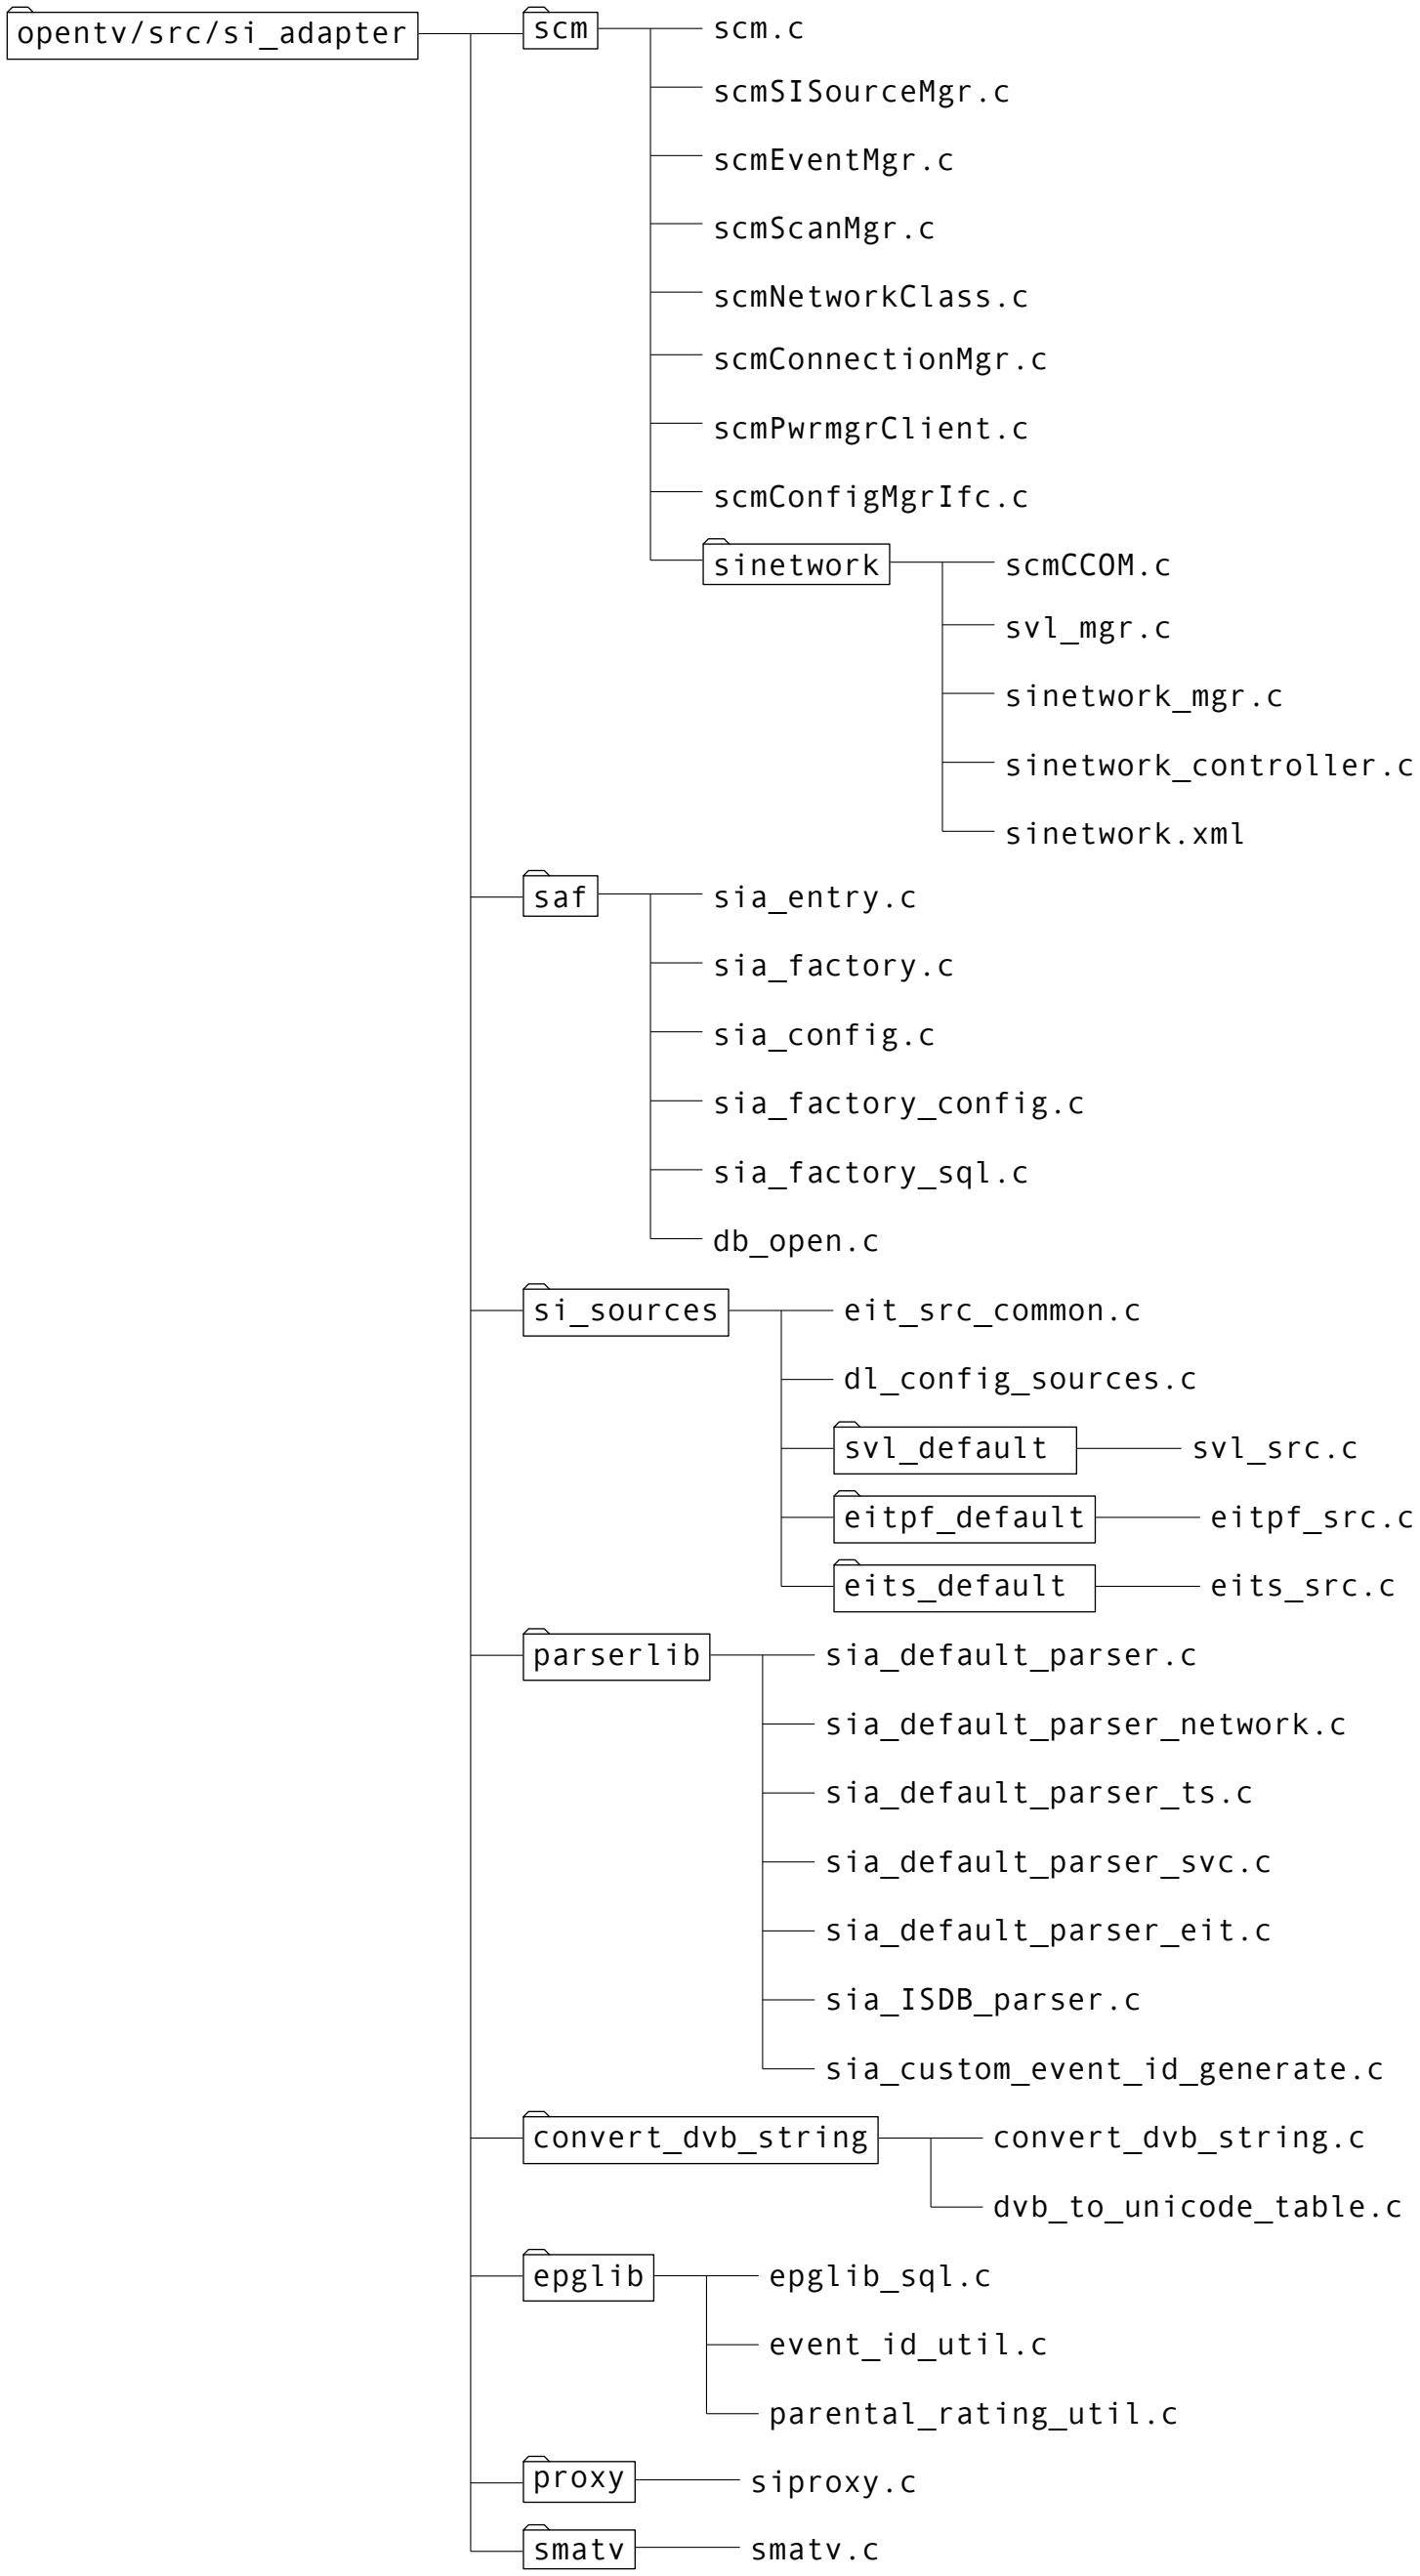 opentv/src/si_adapter
scm
scm.c
scmSISourceMgr.c
scmEventMgr.c
scmScanMgr.c
scmNetworkClass.c
scmConnectionMgr.c
scmPwrmgrClient.c
scmConfigMgrIfc.c
sinetwork
scmCCOM.c
svl_mgr.c
sinetwork_mgr.c
sinetwork_controller.c
sinetwork.xml
saf
sia_entry.c
sia_factory.c
sia_config.c
sia_factory_config.c
sia_factory_sql.c
db_open.c
si_sources
eit_src_common.c
dl_config_sources.c
svl_default
svl_src.c
eitpf_default
eitpf_src.c
eits_default
eits_src.c
parserlib
sia_default_parser.c
sia_default_parser_network.c
sia_default_parser_ts.c
sia_default_parser_svc.c
sia_default_parser_eit.c
sia_ISDB_parser.c
sia_custom_event_id_generate.c
convert_dvb_string
convert_dvb_string.c
dvb_to_unicode_table.c
epglib
epglib_sql.c
event_id_util.c
parental_rating_util.c
proxy
siproxy.c
smatv
smatv.c